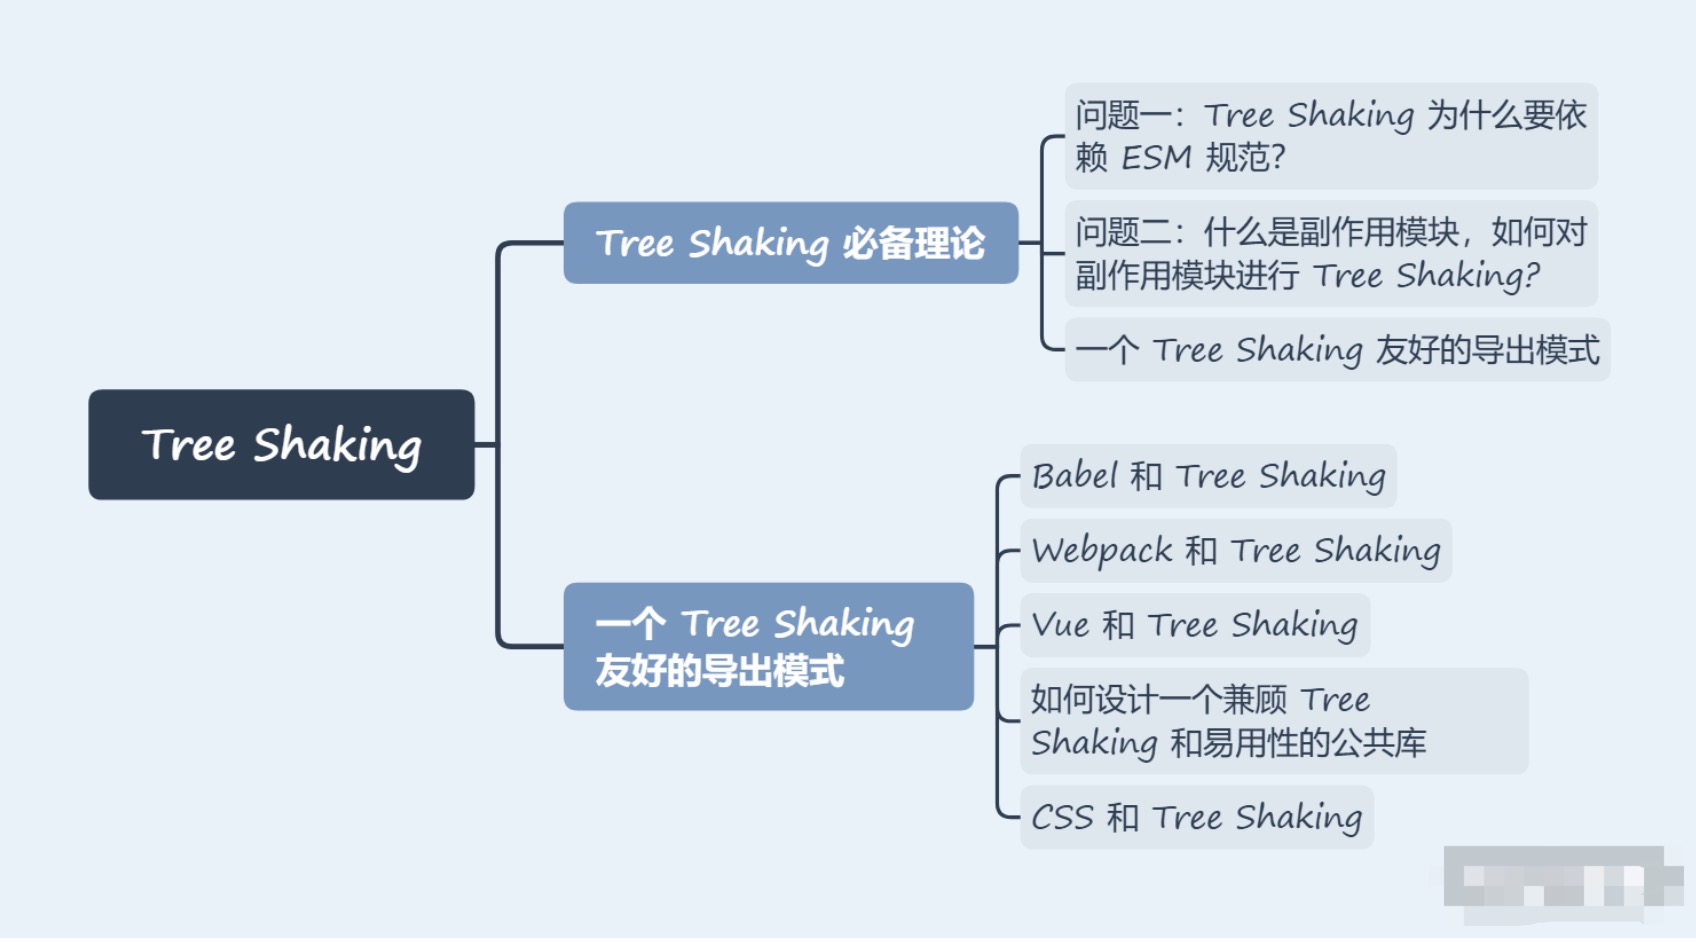 Tree Shaking
Tree Shaking 必备理论
问题一：Tree Shaking 为什么要依
赖 ESM 规范？
问题二：什么是副作用模块，如何对
副作用模块进行 Tree Shaking?
一个 Tree Shaking 友好的导出模式
一个 Tree Shaking
友好的导出模式
Babel 和 Tree Shaking
Webpack 和 Tree Shaking
Vue 和 Tree Shaking
如何设计一个兼顾 Tree
Shaking 和易用性的公共库
CSS 和 Tree Shaking